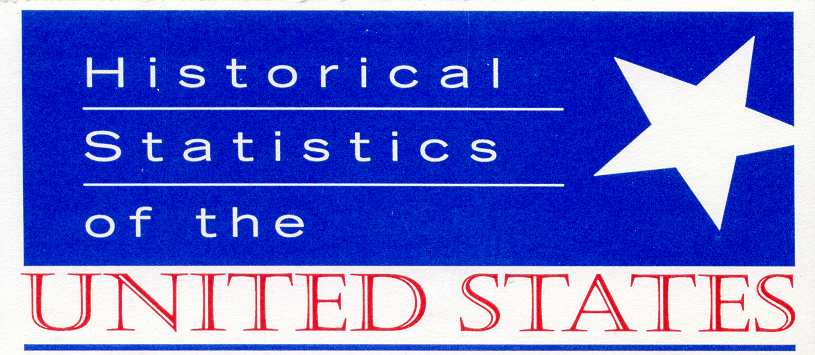 Historical
Statistics
of the
UNITED STATES